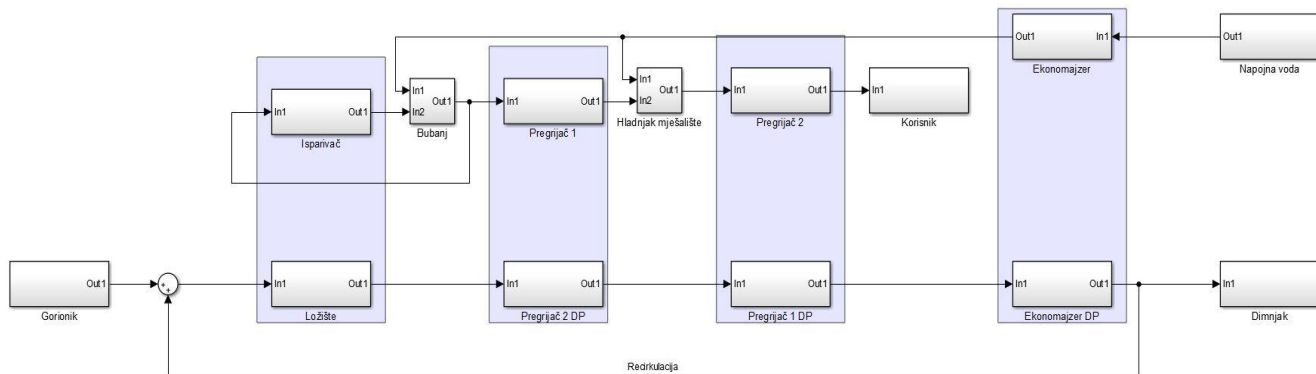 Out1
In1
Out1
Ekonomajzer
Napojna voda
In1
Out1
In2
Bubanj
In1
Out1
Isparivač
In1
Out1
Pregrijač 1
In1
Out1
In2
Hladnjak mješalište
In1
Out1
Pregrijač 2
In1
Korisnik
Out1
Gorionik
In1
Out1
Ložište
In1
Out1
Pregrijač 2 DP
In1
Out1
Pregrijač 1 DP
In1
Out1
Ekonomajzer DP
In1
Dimnjak
Recirkulacija